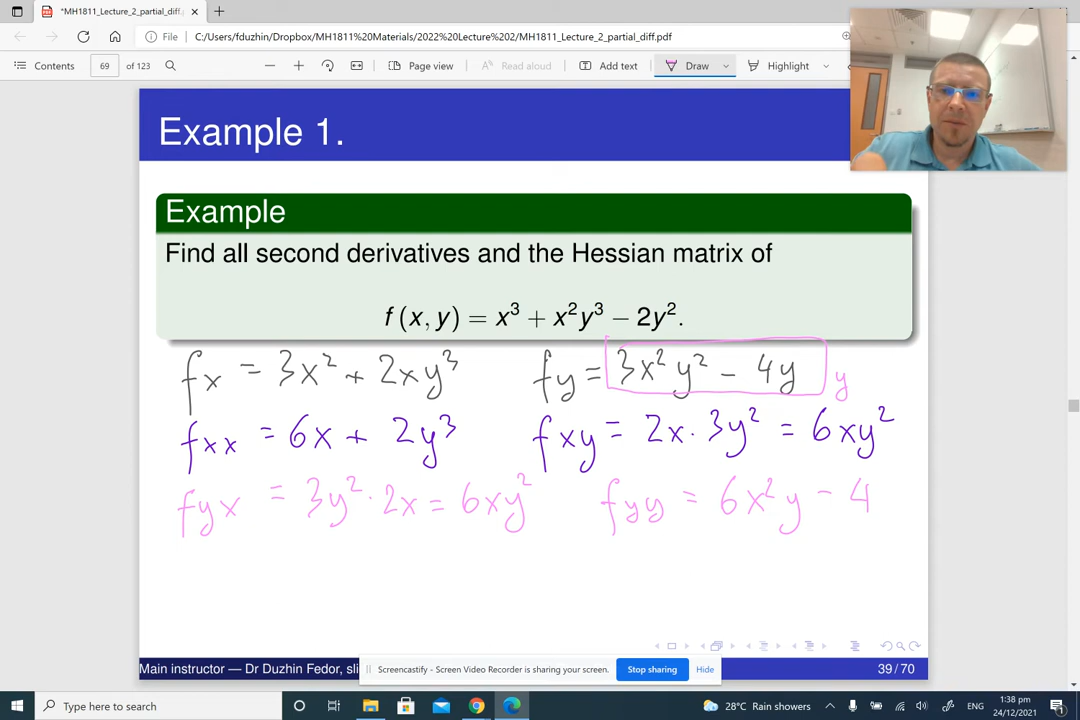 *MH1811_Lecture_2_partial_diff.p
File C:/Users/fduzhin/Dropbox/MH1811%20Materials/2022%20Lecture%202/MH1811_Lecture_2_partial_diff.pdf
Contents 69 of 123 Page view Read aloud Add text Draw Highlight
Example 1.
Example
Find all second derivatives and the Hessian matrix of
f (x, y) = x³ + x²y³ − 2y².
fx = 3x² + 2xy³ fy = 3x²y² − 4y y
fxx = 6x + 2y³ fxy = 2x · 3y² = 6xy²
fyx = 3y² · 2x = 6xy² fyy = 6x²y − 4
Main instructor — Dr Duzhin Fedor, sli 39 / 70
Screencastify - Screen Video Recorder is sharing your screen. Stop sharing Hide
Type here to search 28°C Rain showers ENG 1:38 pm
24/12/2021